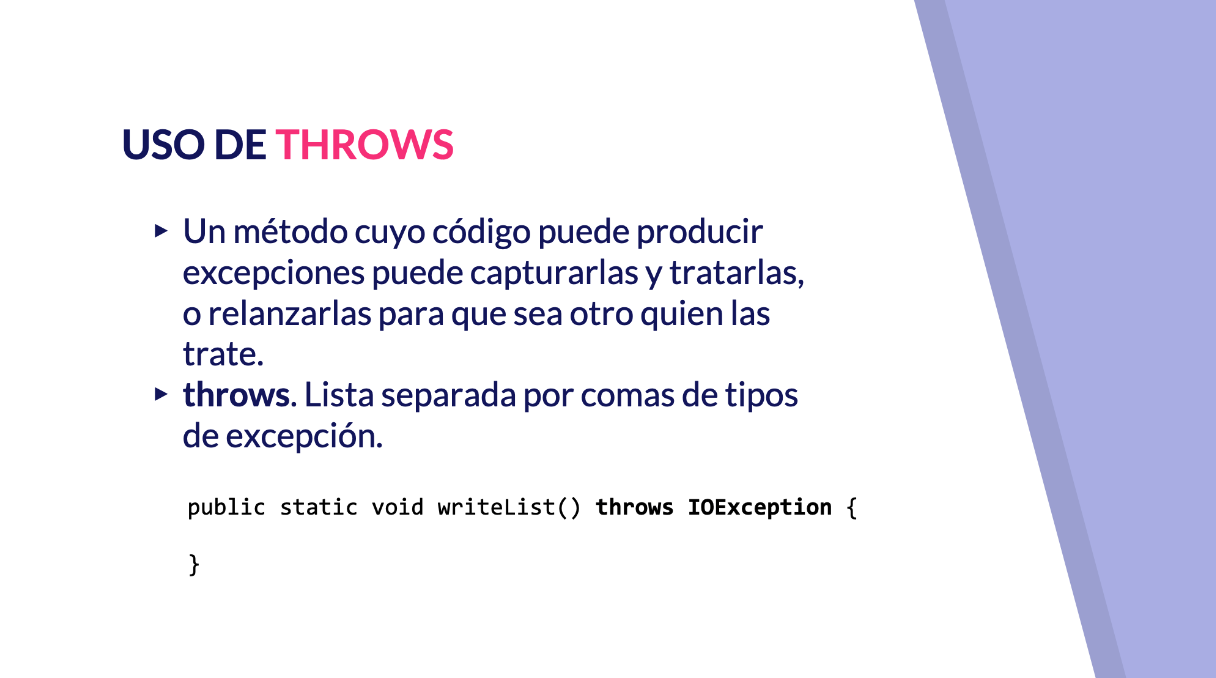 USO DE THROWS
▸ Un método cuyo código puede producir
excepciones puede capturarlas y tratarlas,
o relanzarlas para que sea otro quien las
trate.
▸ throws. Lista separada por comas de tipos
de excepción.
public static void writeList() throws IOException {
}